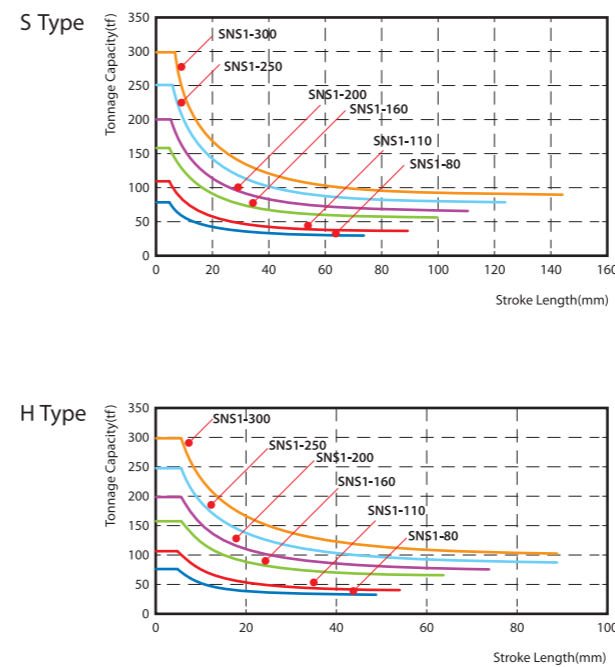 S Type
Tonnage Capacity(tf)
350
300
250
200
150
100
50
0
SNS1-300
SNS1-250
SNS1-200
SNS1-160
SNS1-110
SNS1-80
0 20 40 60 80 100 120 140 160
Stroke Length(mm)
H Type
Tonnage Capacity(tf)
350
300
250
200
150
100
50
0
SNS1-300
SNS1-250
SNS1-200
SNS1-160
SNS1-110
SNS1-80
0 20 40 60 80 100
Stroke Length(mm)